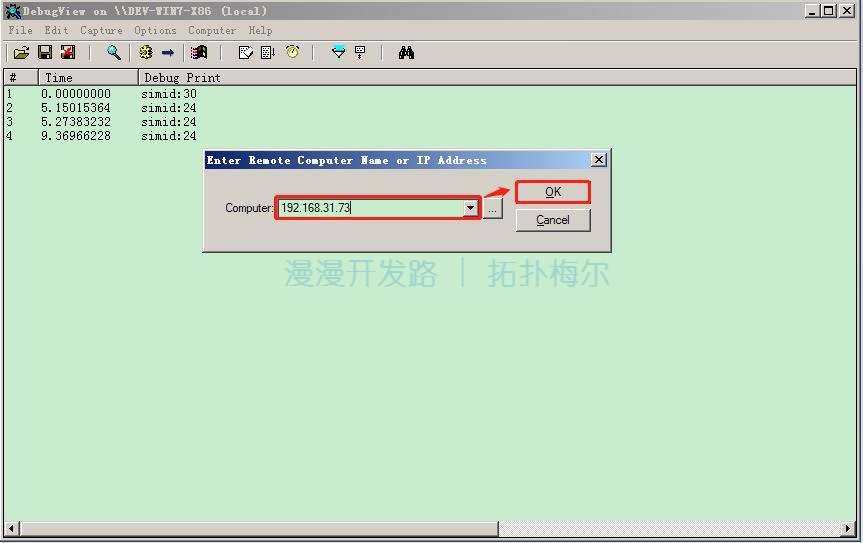 DebugView on \\DEV-WIN7-X86 (local)
File Edit Capture Options Computer Help
# Time Debug Print
1 0.00000000 simid:30
2 5.15015364 simid:24
3 5.27383232 simid:24
4 9.36966228 simid:24
Enter Remote Computer Name or IP Address
OK
Computer: 192.168.31.73 ...
Cancel
漫漫开发路 | 拓扑梅尔